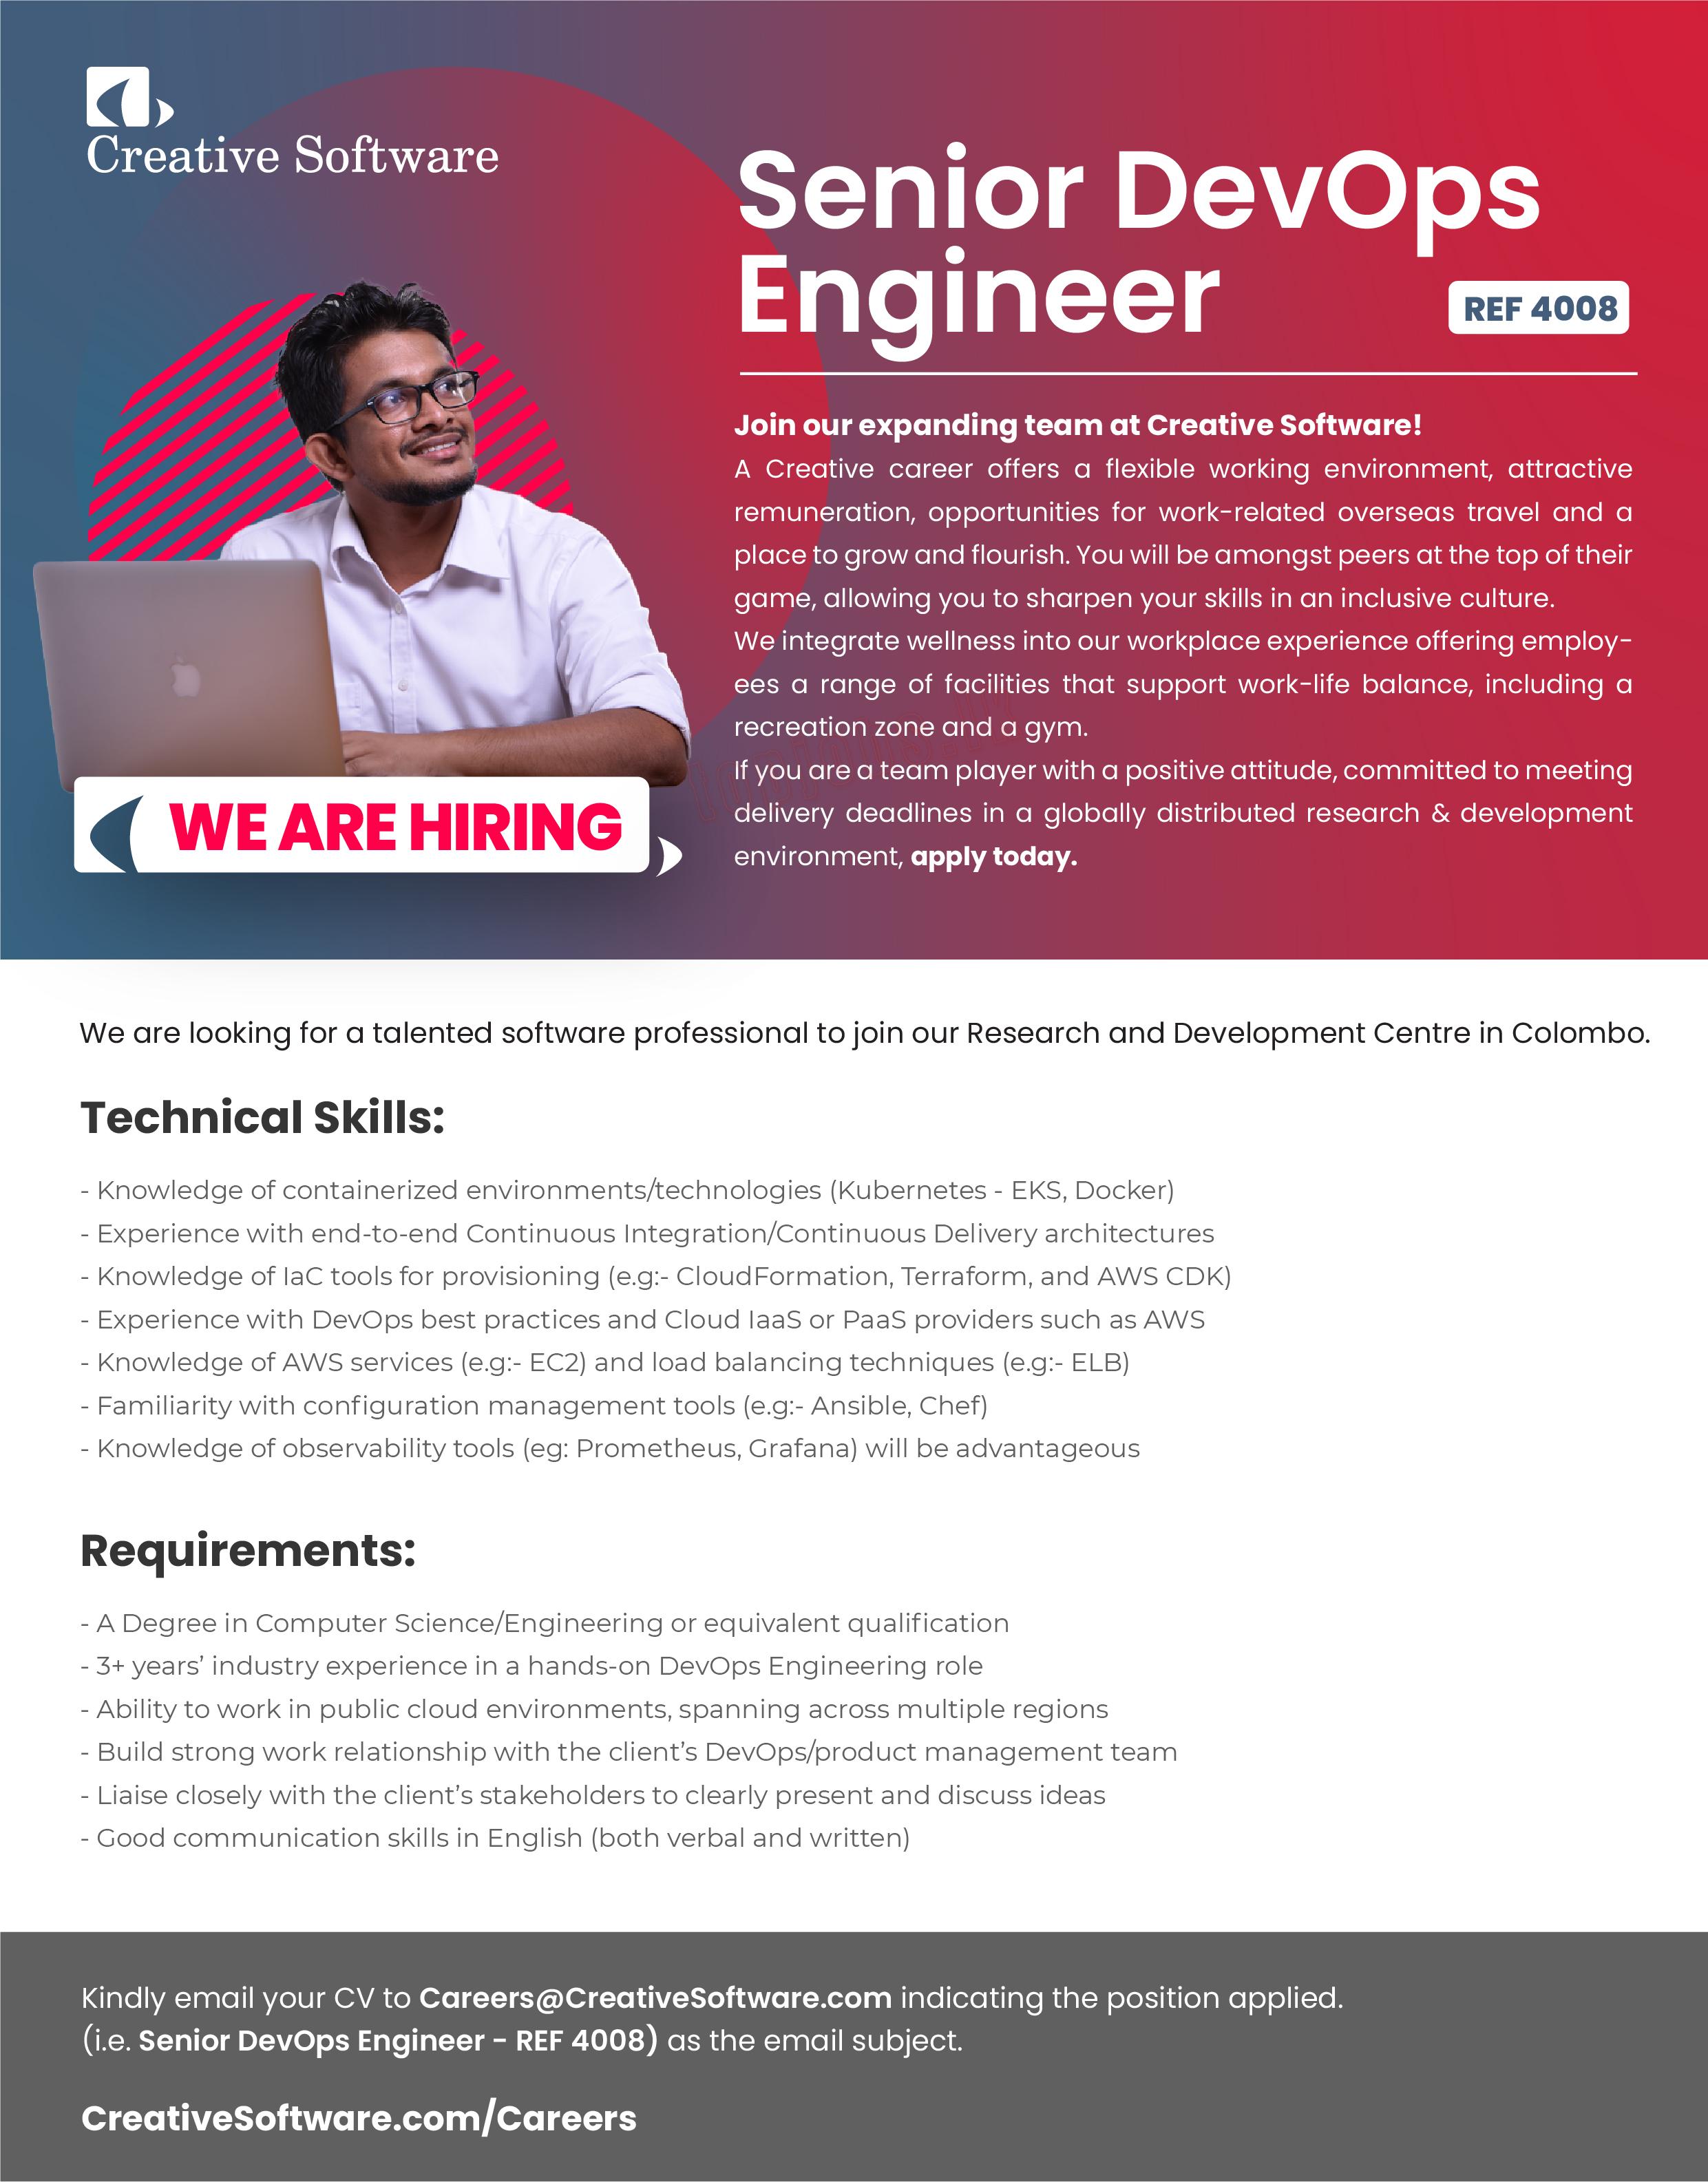 Creative Software
Senior DevOps
Engineer
REF 4008
Join our expanding team at Creative Software!
A Creative career offers a flexible working environment, attractive
remuneration, opportunities for work-related overseas travel and a
place to grow and flourish. You will be amongst peers at the top of their
game, allowing you to sharpen your skills in an inclusive culture.
We integrate wellness into our workplace experience offering employ-
ees a range of facilities that support work-life balance, including a
recreation zone and a gym.
If you are a team player with a positive attitude, committed to meeting
delivery deadlines in a globally distributed research & development
environment, apply today.
WE ARE HIRING
We are looking for a talented software professional to join our Research and Development Centre in Colombo.
Technical Skills:
- Knowledge of containerized environments/technologies (Kubernetes - EKS, Docker)
- Experience with end-to-end Continuous Integration/Continuous Delivery architectures
- Knowledge of IaC tools for provisioning (e.g:- CloudFormation, Terraform, and AWS CDK)
- Experience with DevOps best practices and Cloud IaaS or PaaS providers such as AWS
- Knowledge of AWS services (e.g:- EC2) and load balancing techniques (e.g:- ELB)
- Familiarity with configuration management tools (e.g:- Ansible, Chef)
- Knowledge of observability tools (eg: Prometheus, Grafana) will be advantageous
Requirements:
- A Degree in Computer Science/Engineering or equivalent qualification
- 3+ years’ industry experience in a hands-on DevOps Engineering role
- Ability to work in public cloud environments, spanning across multiple regions
- Build strong work relationship with the client’s DevOps/product management team
- Liaise closely with the client’s stakeholders to clearly present and discuss ideas
- Good communication skills in English (both verbal and written)
Kindly email your CV to Careers@CreativeSoftware.com indicating the position applied.
(i.e. Senior DevOps Engineer - REF 4008) as the email subject.
CreativeSoftware.com/Careers